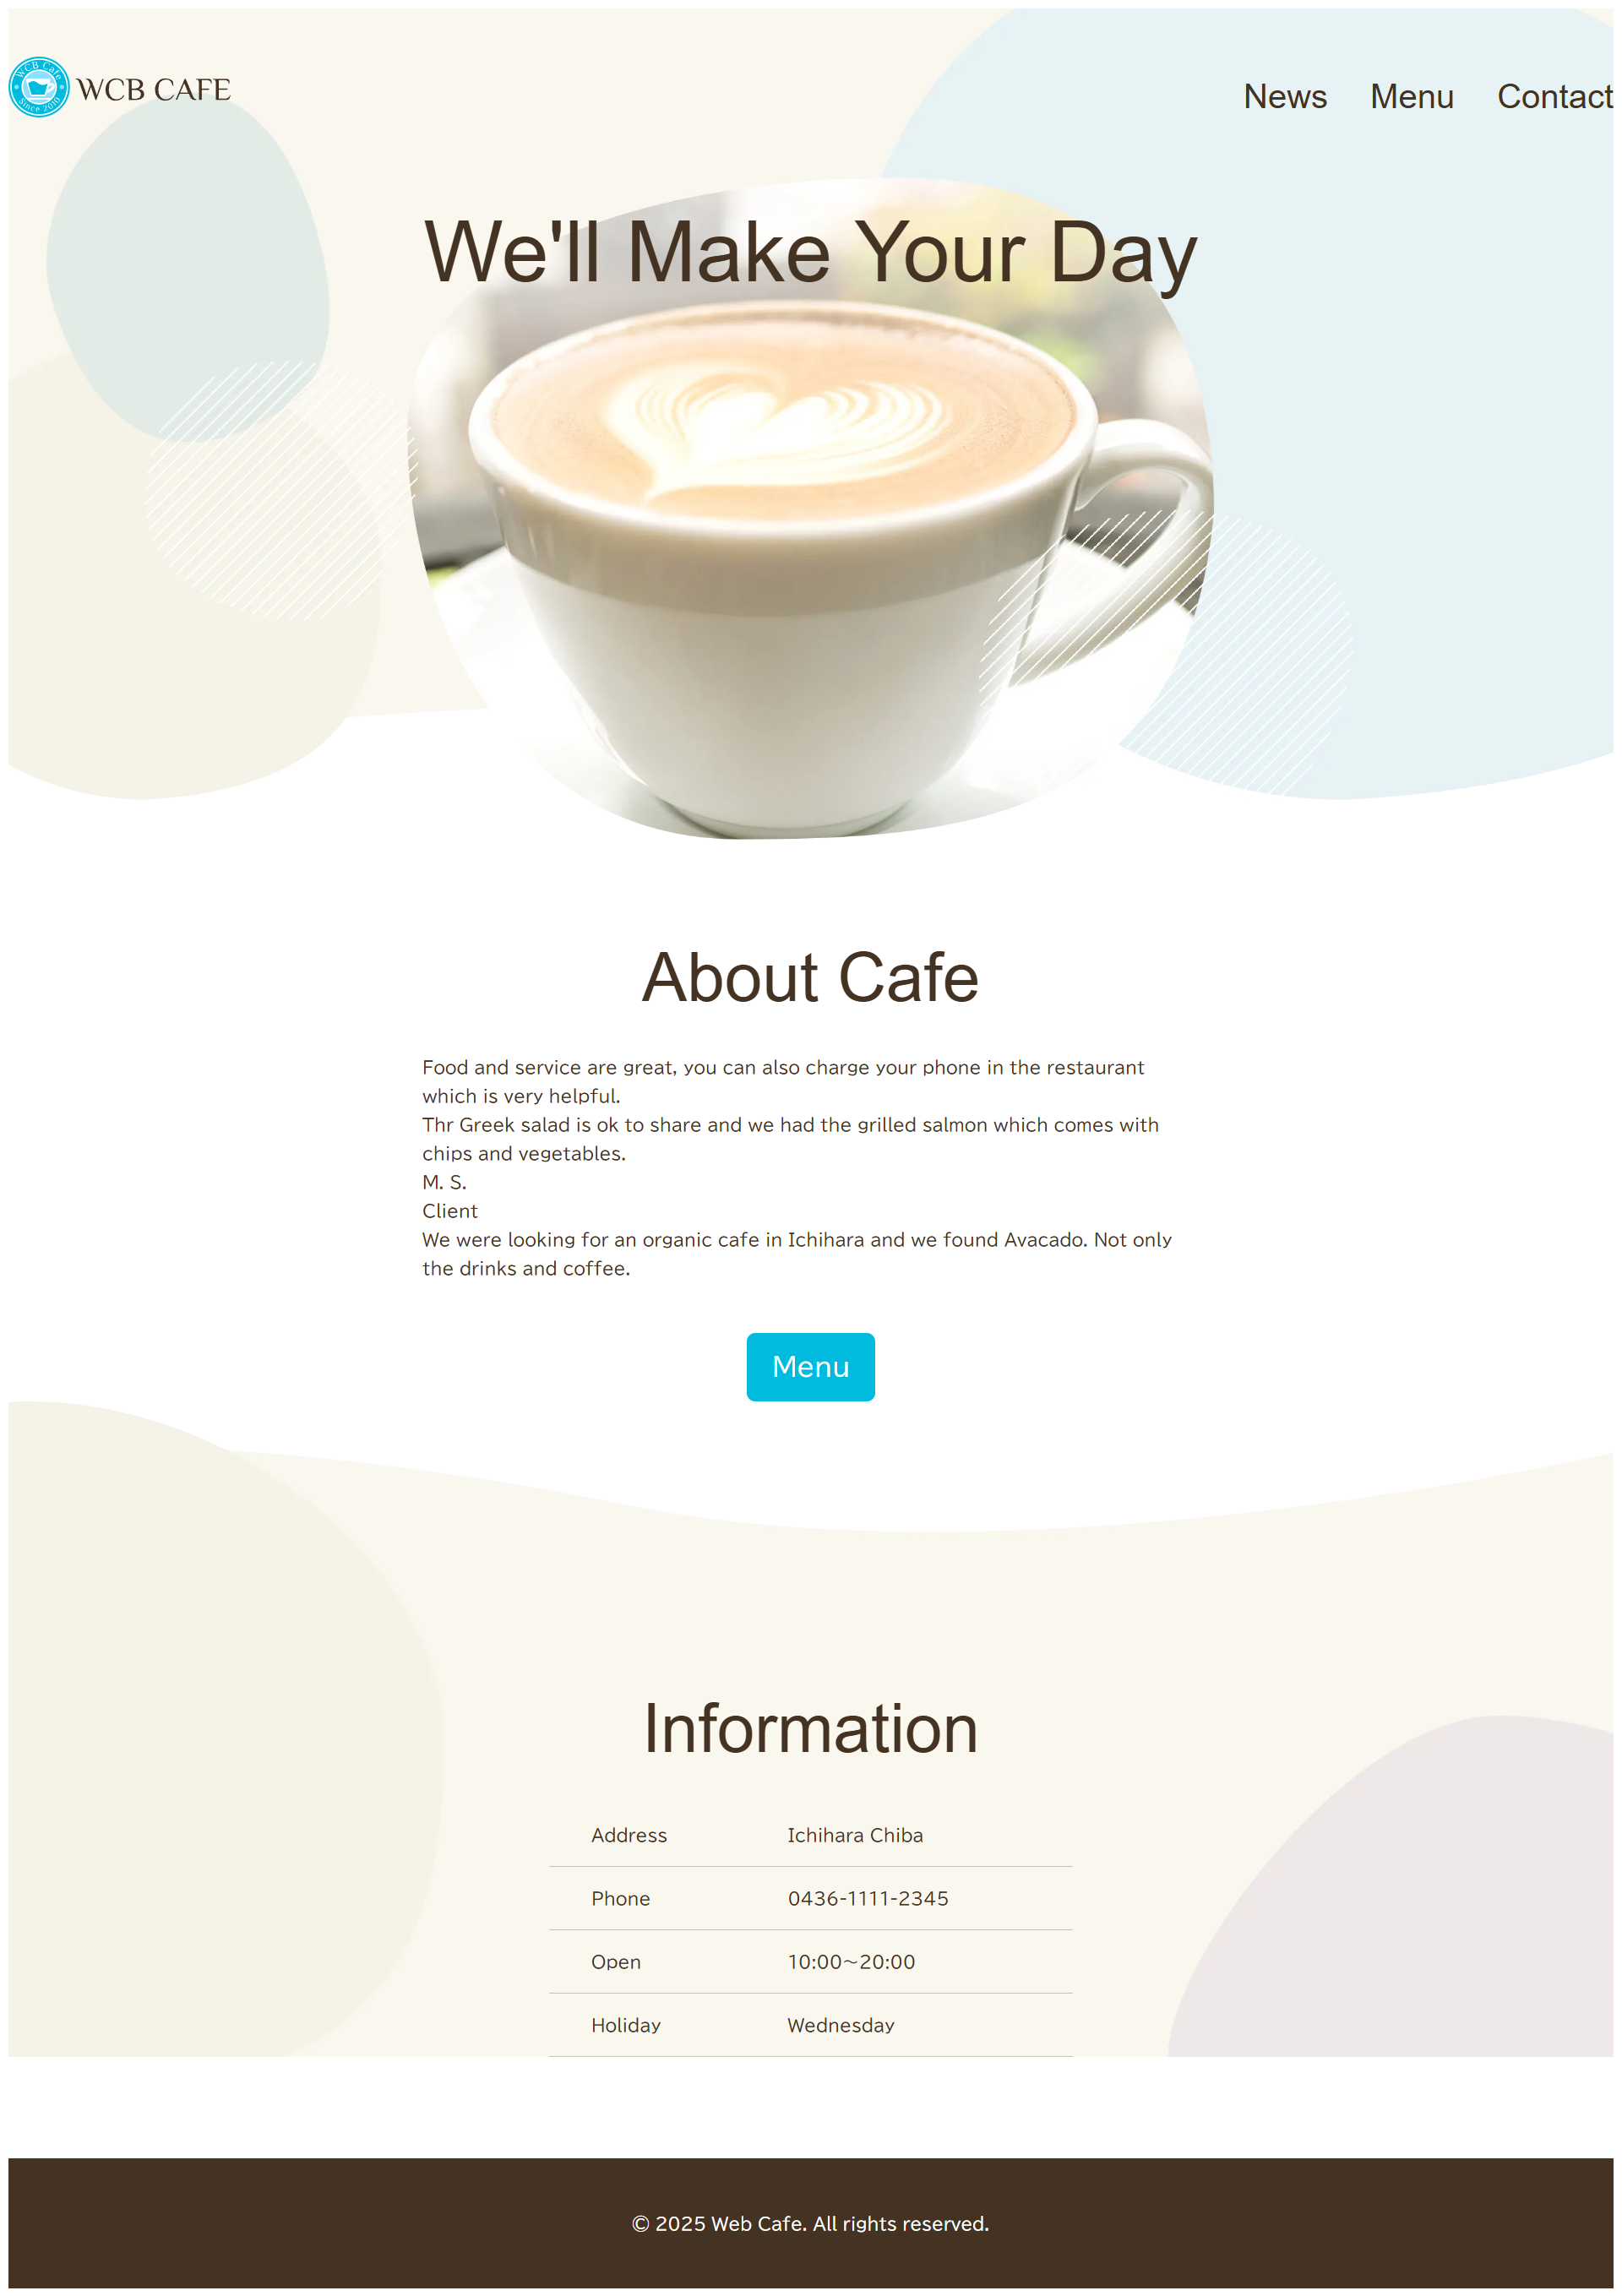 WCB Cafe
Since 2010
WCB CAFE
News
Menu
Contact
We'll Make Your Day
About Cafe
Food and service are great, you can also charge your phone in the restaurant
which is very helpful.
Thr Greek salad is ok to share and we had the grilled salmon which comes with
chips and vegetables.
M. S.
Client
We were looking for an organic cafe in Ichihara and we found Avacado. Not only
the drinks and coffee.
Menu
Information
Address Ichihara Chiba
Phone 0436-1111-2345
Open 10:00～20:00
Holiday Wednesday
© 2025 Web Cafe. All rights reserved.